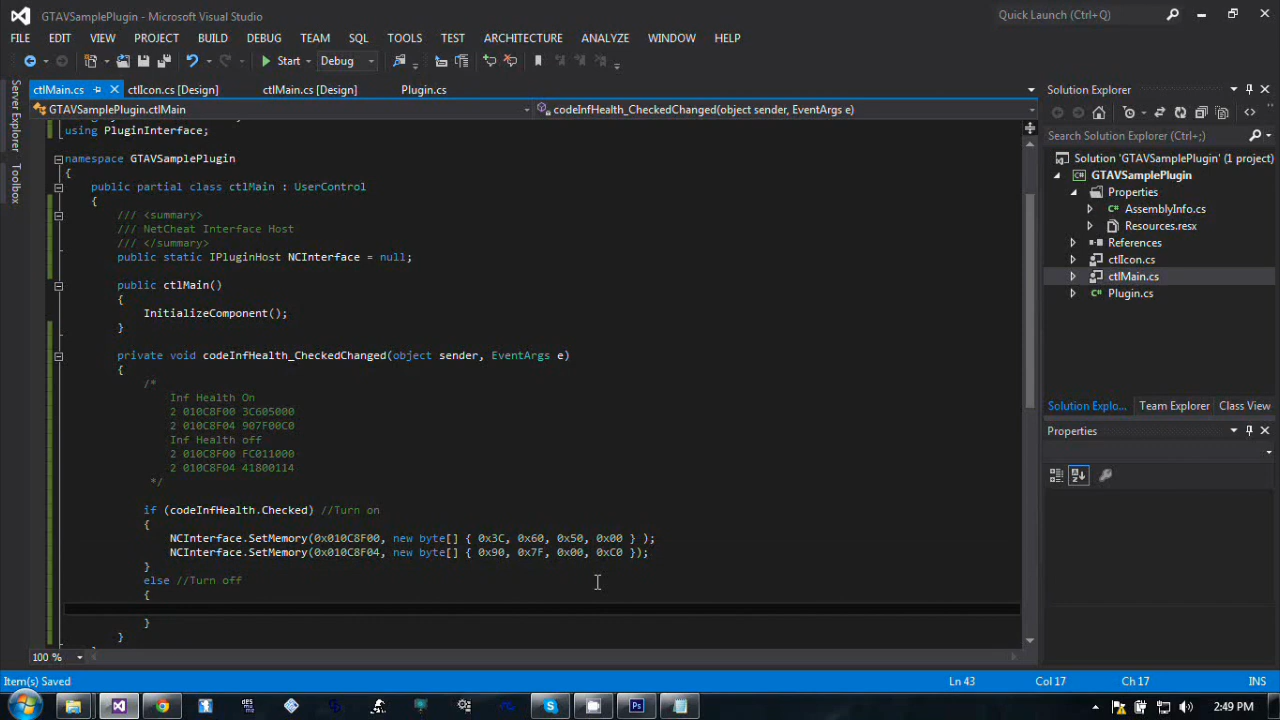 GTAVSamplePlugin - Microsoft Visual Studio
Quick Launch (Ctrl+Q)
FILE EDIT VIEW PROJECT BUILD DEBUG TEAM SQL TOOLS TEST ARCHITECTURE ANALYZE WINDOW HELP
Start Debug
ctlMain.cs ctlIcon.cs [Design] ctlMain.cs [Design] Plugin.cs
GTAVSamplePlugin.ctlMain codeInfHealth_CheckedChanged(object sender, EventArgs e)
Server Explorer
Toolbox
using PluginInterface;
namespace GTAVSamplePlugin
{
public partial class ctlMain : UserControl
{
/// <summary>
/// NetCheat Interface Host
/// </summary>
public static IPluginHost NCInterface = null;
public ctlMain()
{
InitializeComponent();
}
private void codeInfHealth_CheckedChanged(object sender, EventArgs e)
{
/*
Inf Health On
2 010C8F00 3C605000
2 010C8F04 907F00C0
Inf Health off
2 010C8F00 FC011000
2 010C8F04 41800114
*/
if (codeInfHealth.Checked) //Turn on
{
NCInterface.SetMemory(0x010C8F00, new byte[] { 0x3C, 0x60, 0x50, 0x00 } );
NCInterface.SetMemory(0x010C8F04, new byte[] { 0x90, 0x7F, 0x00, 0xC0 });
}
else //Turn off
{
}
}
100 %
Solution Explorer
Search Solution Explorer (Ctrl+;)
Solution 'GTAVSamplePlugin' (1 project)
GTAVSamplePlugin
Properties
AssemblyInfo.cs
Resources.resx
References
ctlIcon.cs
ctlMain.cs
Plugin.cs
Solution Explo... Team Explorer Class View
Properties
Item(s) Saved Ln 43 Col 17 Ch 17 INS
2:49 PM